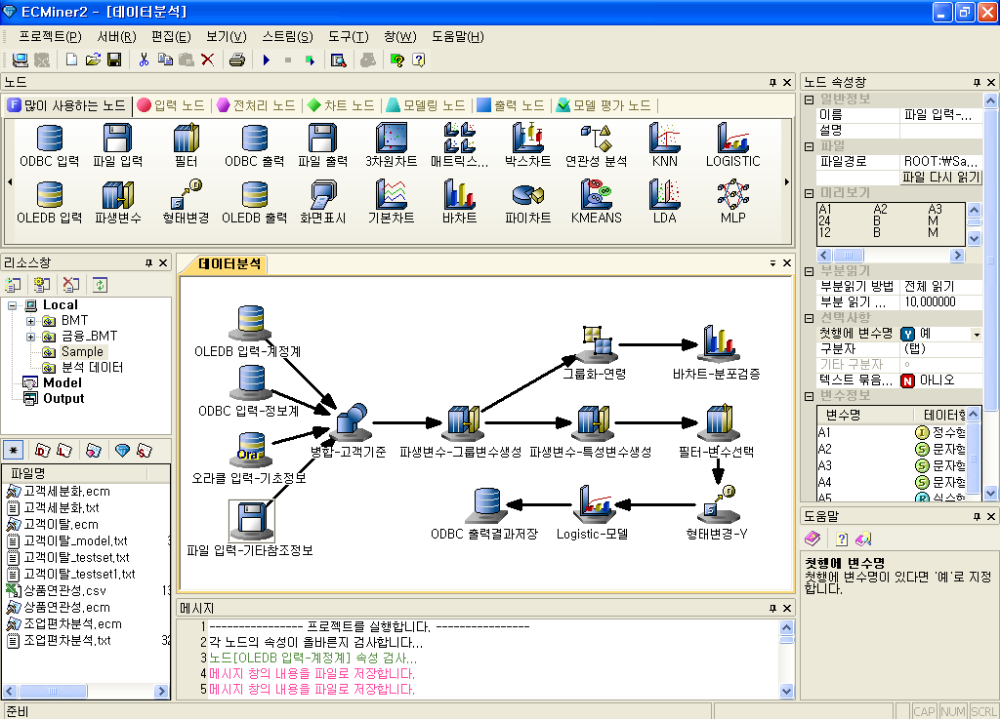 ECMiner2 - [데이터분석]
프로젝트(P) 서버(R) 편집(E) 보기(V) 스트림(S) 도구(T) 창(W) 도움말(H)
노드
많이 사용하는 노드 입력 노드 전처리 노드 차트 노드 모델링 노드 출력 노드 모델 평가 노드
ODBC 입력 파일 입력 필터 ODBC 출력 파일 출력 3차원차트 매트릭스... 박스차트 연관성 분석 KNN LOGISTIC
OLEDB 입력 파생변수 형태변경 OLEDB 출력 화면표시 기본차트 바차트 파이차트 KMEANS LDA MLP
리소스창
Local
BMT
금융_BMT
Sample
분석 데이터
Model
Output
파일명
고객세분화.ecm
고객세분화.txt
고객이탈.ecm
고객이탈_model.txt
고객이탈_testset.txt
고객이탈_testset1.txt
상품연관성.csv 13
상품연관성.ecm
조업편차분석.ecm
조업편차분석.txt 32
데이터분석
OLEDB 입력-계정계
ODBC 입력-정보계
Ora
오라클 입력-기초정보
파일 입력-기타참조정보
병합-고객기준
파생변수-그룹변수생성
파생변수-특성변수생성
필터-변수선택
그룹화-연령
바차트-분포검증
ODBC 출력결과저장
Logistic-모델
형태변경-Y
메시지
1 ---------------- 프로젝트를 실행합니다. ----------------
2 각 노드의 속성이 올바른지 검사합니다...
3 노드[OLEDB 입력-계정계] 속성 검사...
4 메시지 창의 내용을 파일로 저장합니다.
5 메시지 창의 내용을 파일로 저장합니다.
노드 속성창
일반정보
이름 파일 입력-...
설명
파일
파일경로 ROOT:₩Sa...
파일 다시 읽기
미리보기
A1 A2 A3
24 B M
12 B M
부분읽기
부분읽기 방법 전체 읽기
부분 읽기 ... 10,000000
선택사항
첫행에 변수명 Y 예
구분자 (탭)
기타 구분자
텍스트 묶음... N 아니오
변수정보
변수명 데이터형
A1 I 정수형
A2 S 문자형
A3 S 문자형
A4 S 문자형
A5 R 실수형
도움말
첫행에 변수명
첫행에 변수명이 있다면 '예'로 지정
합니다.
준비
CAP NUM SCRL